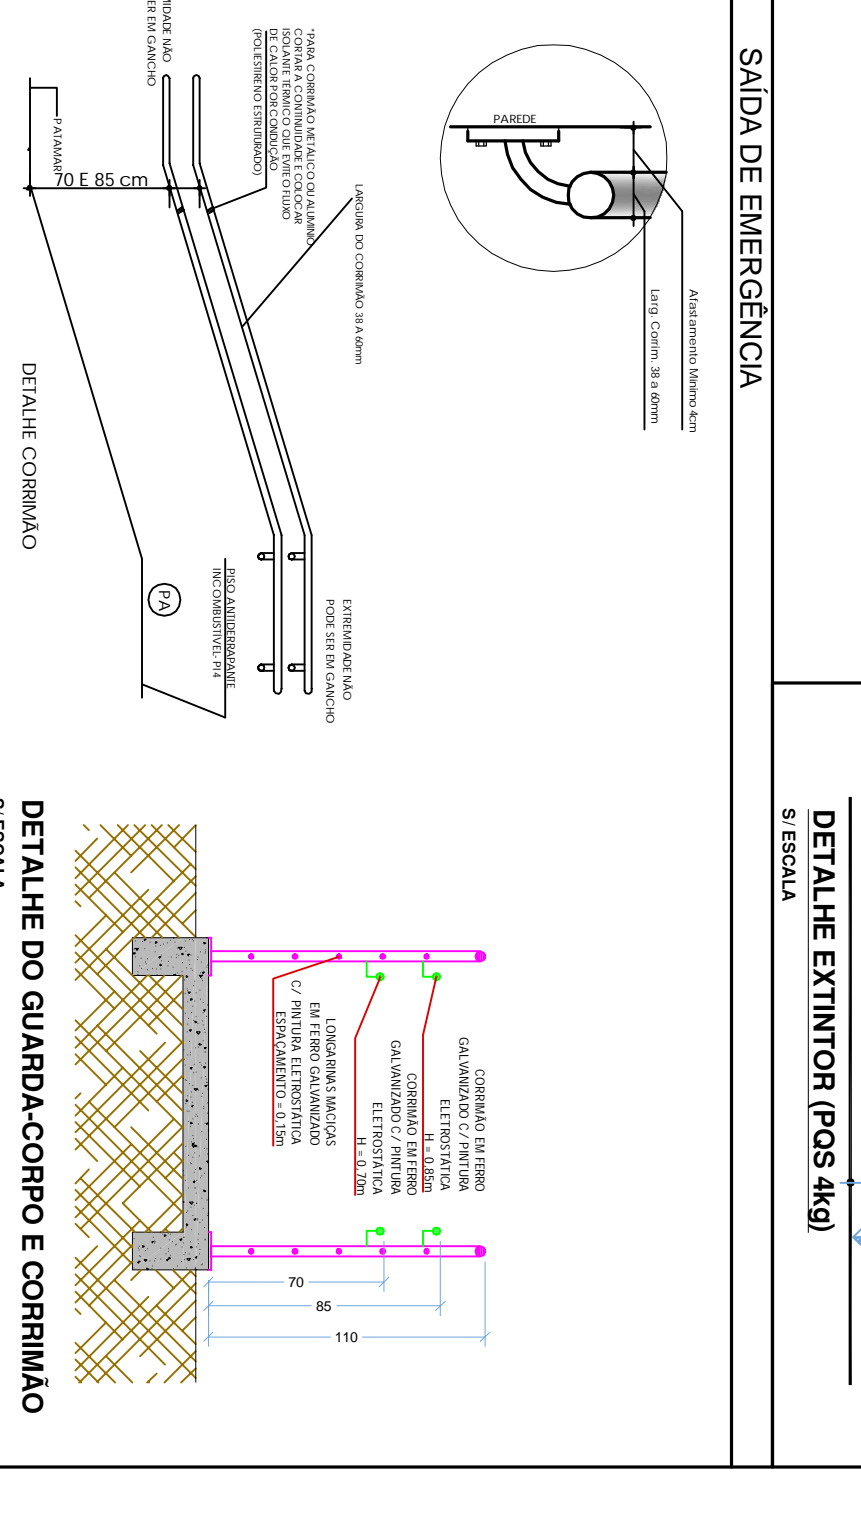 SAÍDA DE EMERGÊNCIA
PAREDE
Afastamento Mínimo 4cm
Larg. Corrim. 38 a 60mm
LARGURA DO CORRIMÃO 38 A 60mm
*PARA CORRIMÃO METÁLICO OU ALUMINIO
CORTAR A CONTINUIDADE E COLOCAR
ISOLANTE TÉRMICO QUE EVITE O FLUXO
DE CALOR POR CONDUÇÃO
(POLIESTIRENO ESTRUTURADO)
NÃO
EM GANCHO
PATAMAR
70 E 85 cm
EXTREMIDADE NÃO
PODE SER EM GANCHO
PISO ANTIDERRAPANTE
INCOMBUSTÍVEL- PI4
PA
DETALHE CORRIMÃO
DETALHE EXTINTOR (PQS 4kg)
S/ ESCALA
CORRIMÃO EM FERRO
GALVANIZADO C/ PINTURA
ELETROSTÁTICA
H = 0,85m
CORRIMÃO EM FERRO
GALVANIZADO C/ PINTURA
ELETROSTÁTICA
H = 0,70m
LONGARINAS MACIÇAS
EM FERRO GALVANIZADO
C/ PINTURA ELETROSTÁTICA
ESPAÇAMENTO = 0,15m
70
85
110
DETALHE DO GUARDA-CORPO E CORRIMÃO